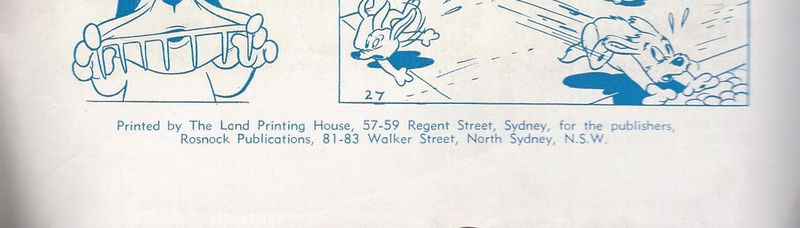 27
Printed by The Land Printing House, 57-59 Regent Street, Sydney, for the publishers,
Rosnock Publications, 81-83 Walker Street, North Sydney, N.S.W.